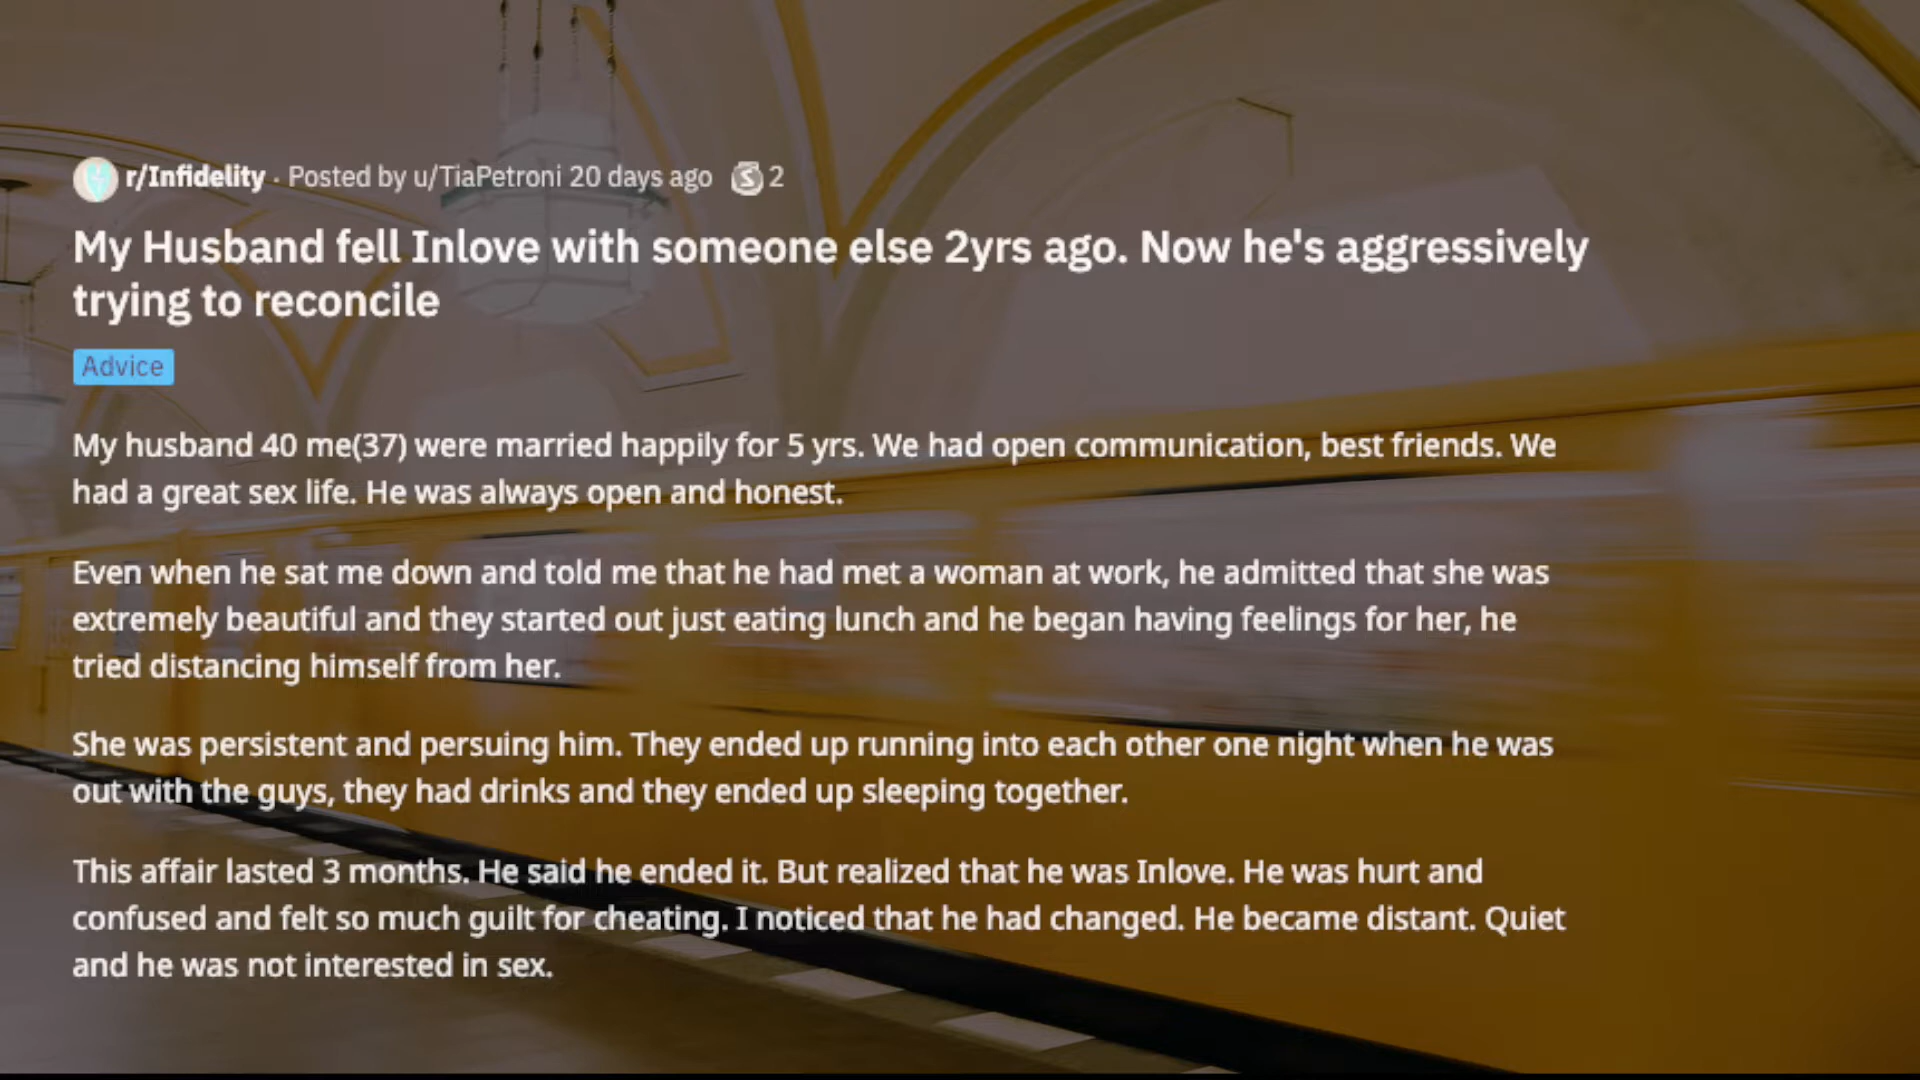 r/Infidelity · Posted by u/TiaPetroni 20 days ago S 2
My Husband fell Inlove with someone else 2yrs ago. Now he's aggressively
trying to reconcile
Advice
My husband 40 me(37) were married happily for 5 yrs. We had open communication, best friends. We
had a great sex life. He was always open and honest.
Even when he sat me down and told me that he had met a woman at work, he admitted that she was
extremely beautiful and they started out just eating lunch and he began having feelings for her, he
tried distancing himself from her.
She was persistent and persuing him. They ended up running into each other one night when he was
out with the guys, they had drinks and they ended up sleeping together.
This affair lasted 3 months. He said he ended it. But realized that he was Inlove. He was hurt and
confused and felt so much guilt for cheating. I noticed that he had changed. He became distant. Quiet
and he was not interested in sex.